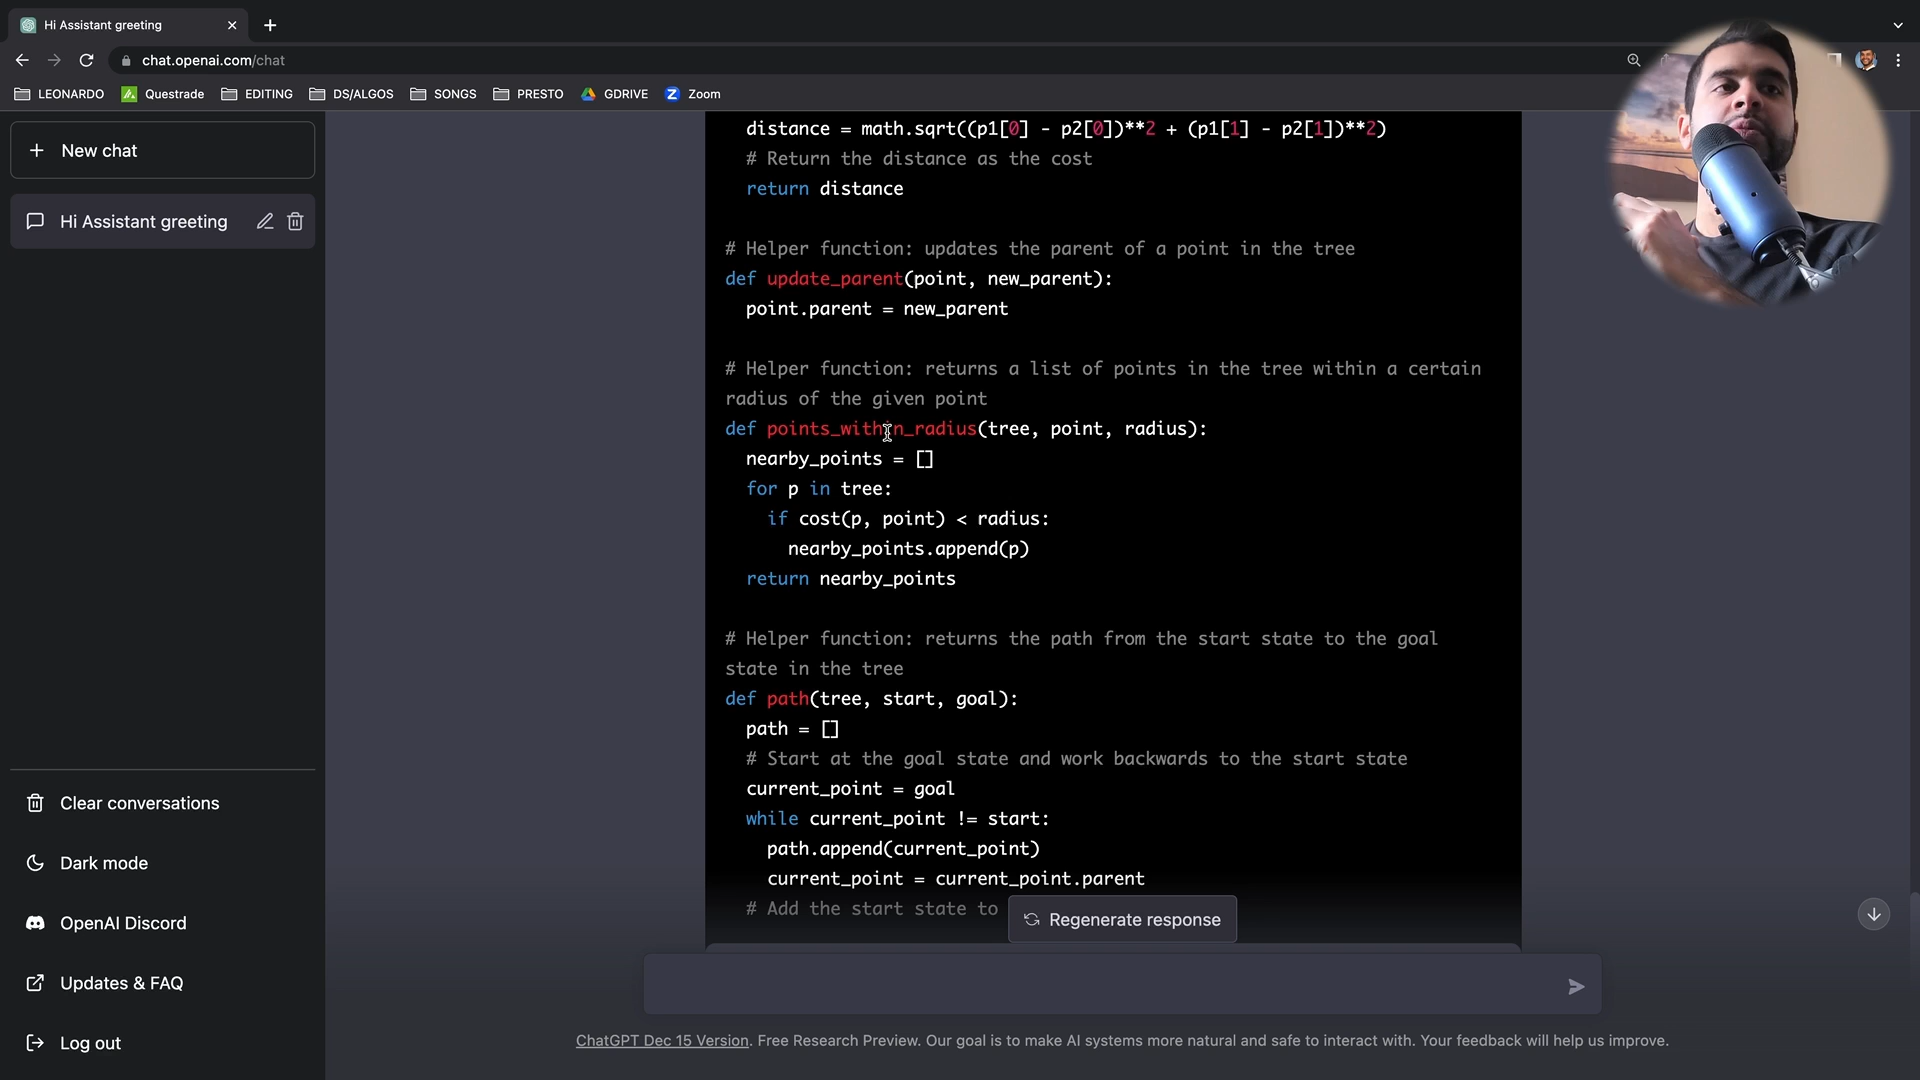 Hi Assistant greeting
chat.openai.com/chat
LEONARDO Questrade EDITING DS/ALGOS SONGS PRESTO GDRIVE Z Zoom
New chat
Hi Assistant greeting
distance = math.sqrt((p1[0] - p2[0])**2 + (p1[1] - p2[1])**2)
# Return the distance as the cost
return distance
# Helper function: updates the parent of a point in the tree
def update_parent(point, new_parent):
point.parent = new_parent
# Helper function: returns a list of points in the tree within a certain
radius of the given point
def points_within_radius(tree, point, radius):
nearby_points = []
for p in tree:
if cost(p, point) < radius:
nearby_points.append(p)
return nearby_points
# Helper function: returns the path from the start state to the goal
state in the tree
def path(tree, start, goal):
path = []
# Start at the goal state and work backwards to the start state
current_point = goal
while current_point != start:
path.append(current_point)
current_point = current_point.parent
# Add the start state to
Regenerate response
Clear conversations
Dark mode
OpenAI Discord
Updates & FAQ
Log out
ChatGPT Dec 15 Version. Free Research Preview. Our goal is to make AI systems more natural and safe to interact with. Your feedback will help us improve.